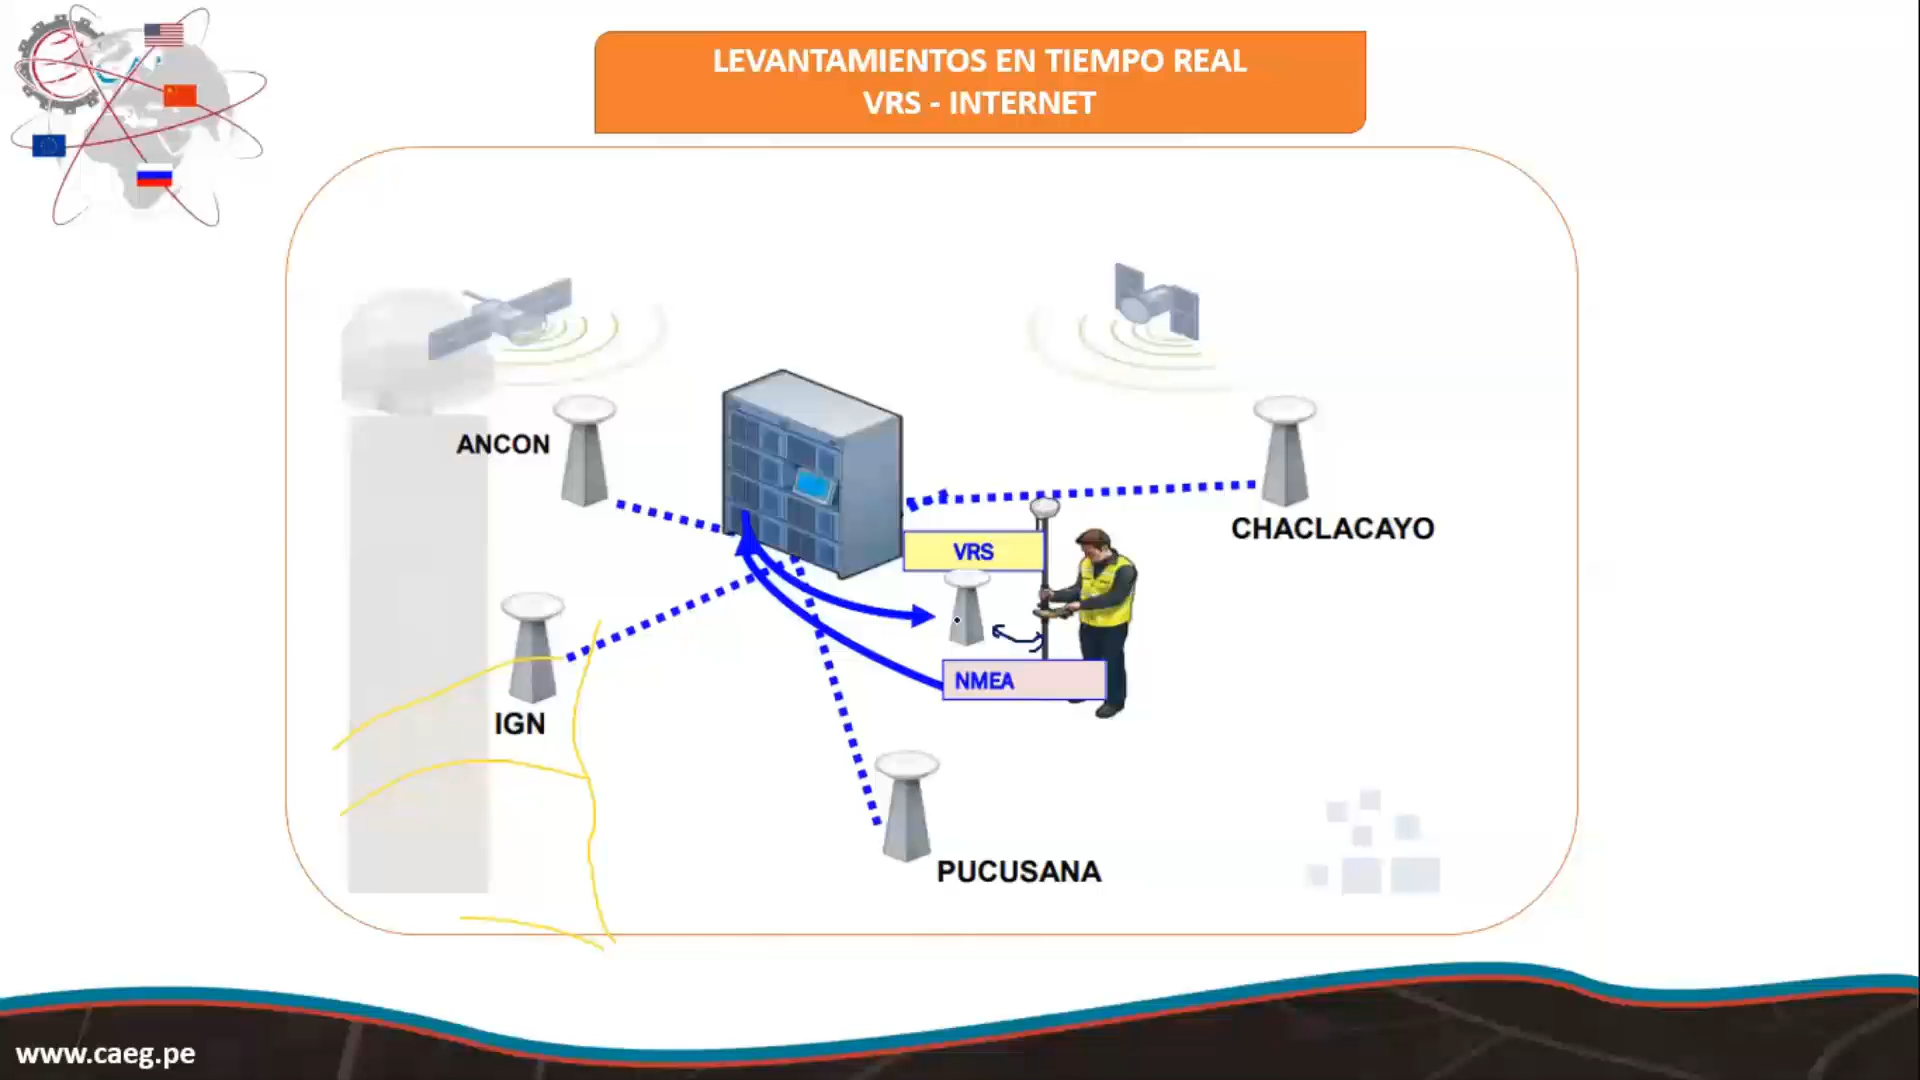 LEVANTAMIENTOS EN TIEMPO REAL
VRS - INTERNET
ANCON
CHACLACAYO
VRS
NMEA
IGN
PUCUSANA
www.caeg.pe